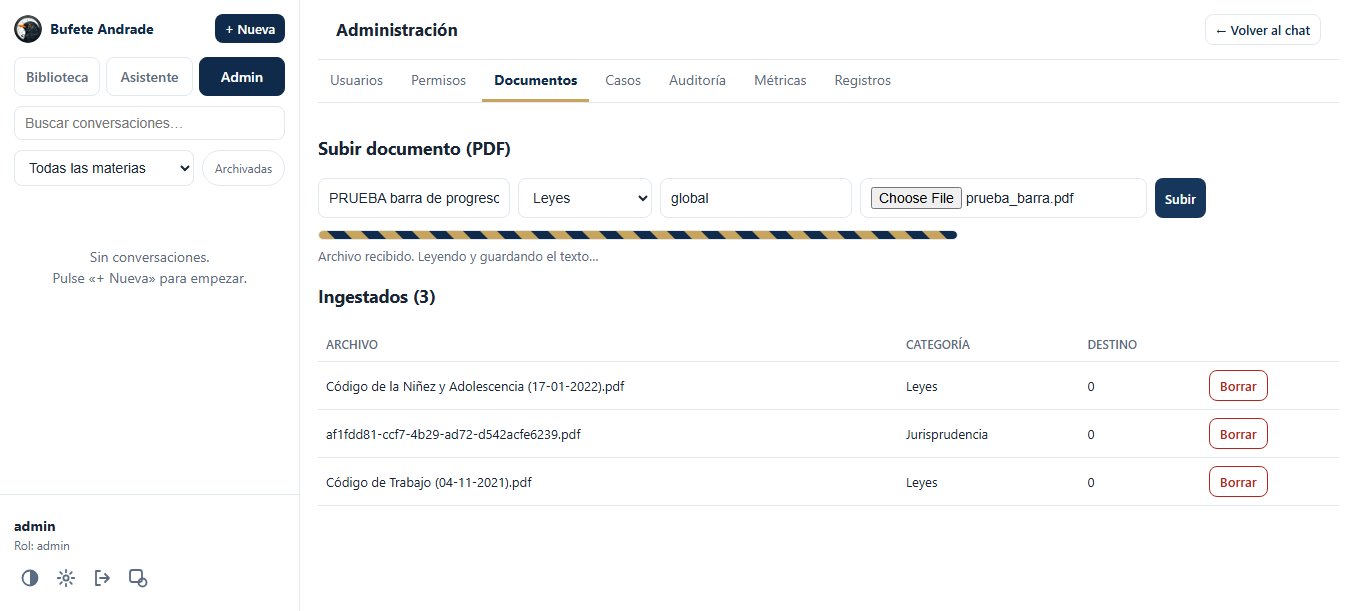 Bufete Andrade
+ Nueva
Biblioteca
Asistente
Admin
Buscar conversaciones…
Todas las materias
Archivadas
Sin conversaciones.
Pulse «+ Nueva» para empezar.
admin
Rol: admin
Administración
← Volver al chat
Usuarios
Permisos
Documentos
Casos
Auditoría
Métricas
Registros
Subir documento (PDF)
PRUEBA barra de progreso
Leyes
global
Choose File prueba_barra.pdf
Subir
Archivo recibido. Leyendo y guardando el texto…
Ingestados (3)
ARCHIVO CATEGORÍA DESTINO
Código de la Niñez y Adolescencia (17-01-2022).pdf Leyes 0 Borrar
af1fdd81-ccf7-4b29-ad72-d542acfe6239.pdf Jurisprudencia 0 Borrar
Código de Trabajo (04-11-2021).pdf Leyes 0 Borrar